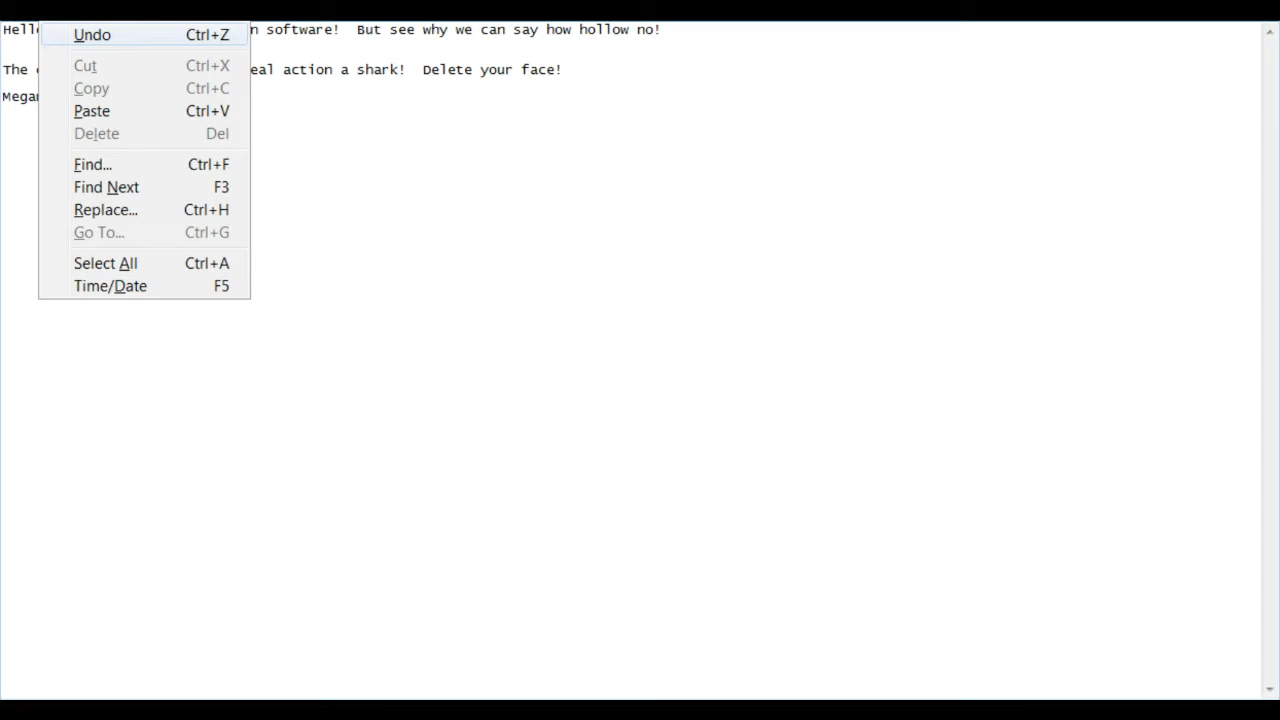 n software!  But see why we can say how hollow no!
The
eal action a shark!  Delete your face!
Undo Ctrl+Z
Cut Ctrl+X
Copy Ctrl+C
Paste Ctrl+V
Delete Del
Find... Ctrl+F
Find Next F3
Replace... Ctrl+H
Go To... Ctrl+G
Select All Ctrl+A
Time/Date F5